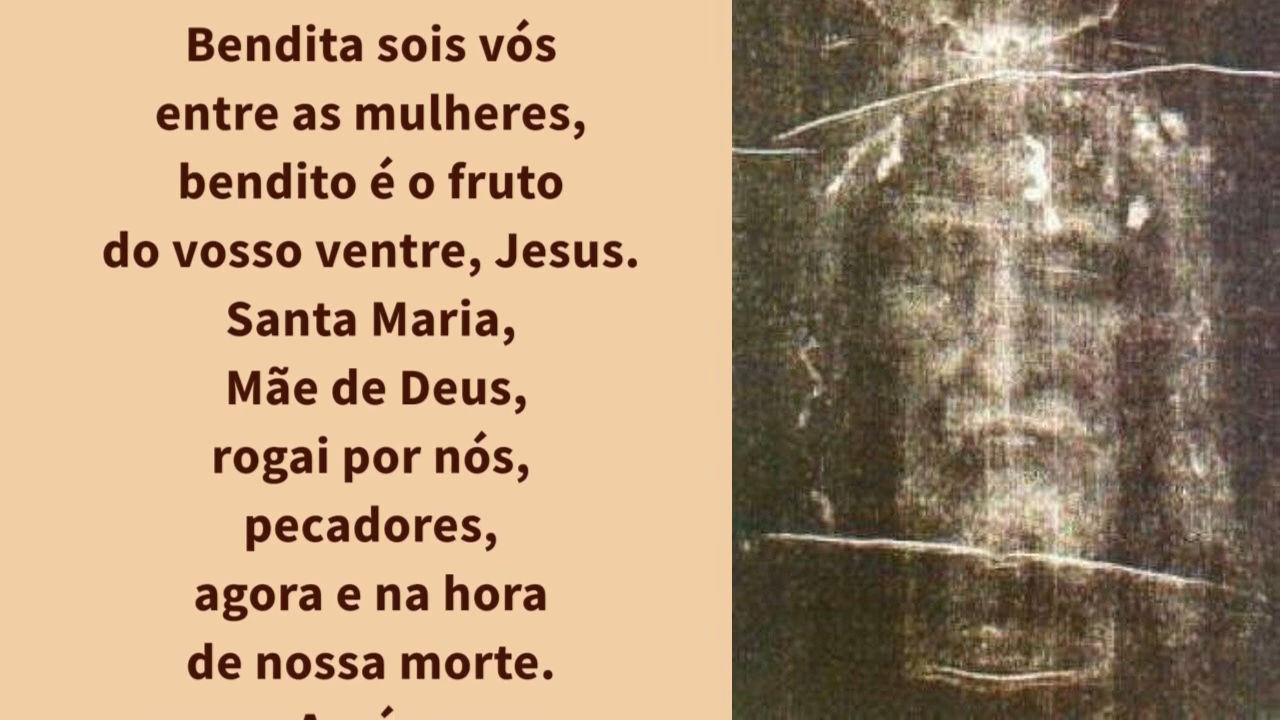 Bendita sois vós
entre as mulheres,
bendito é o fruto
do vosso ventre, Jesus.
Santa Maria,
Mãe de Deus,
rogai por nós,
pecadores,
agora e na hora
de nossa morte.